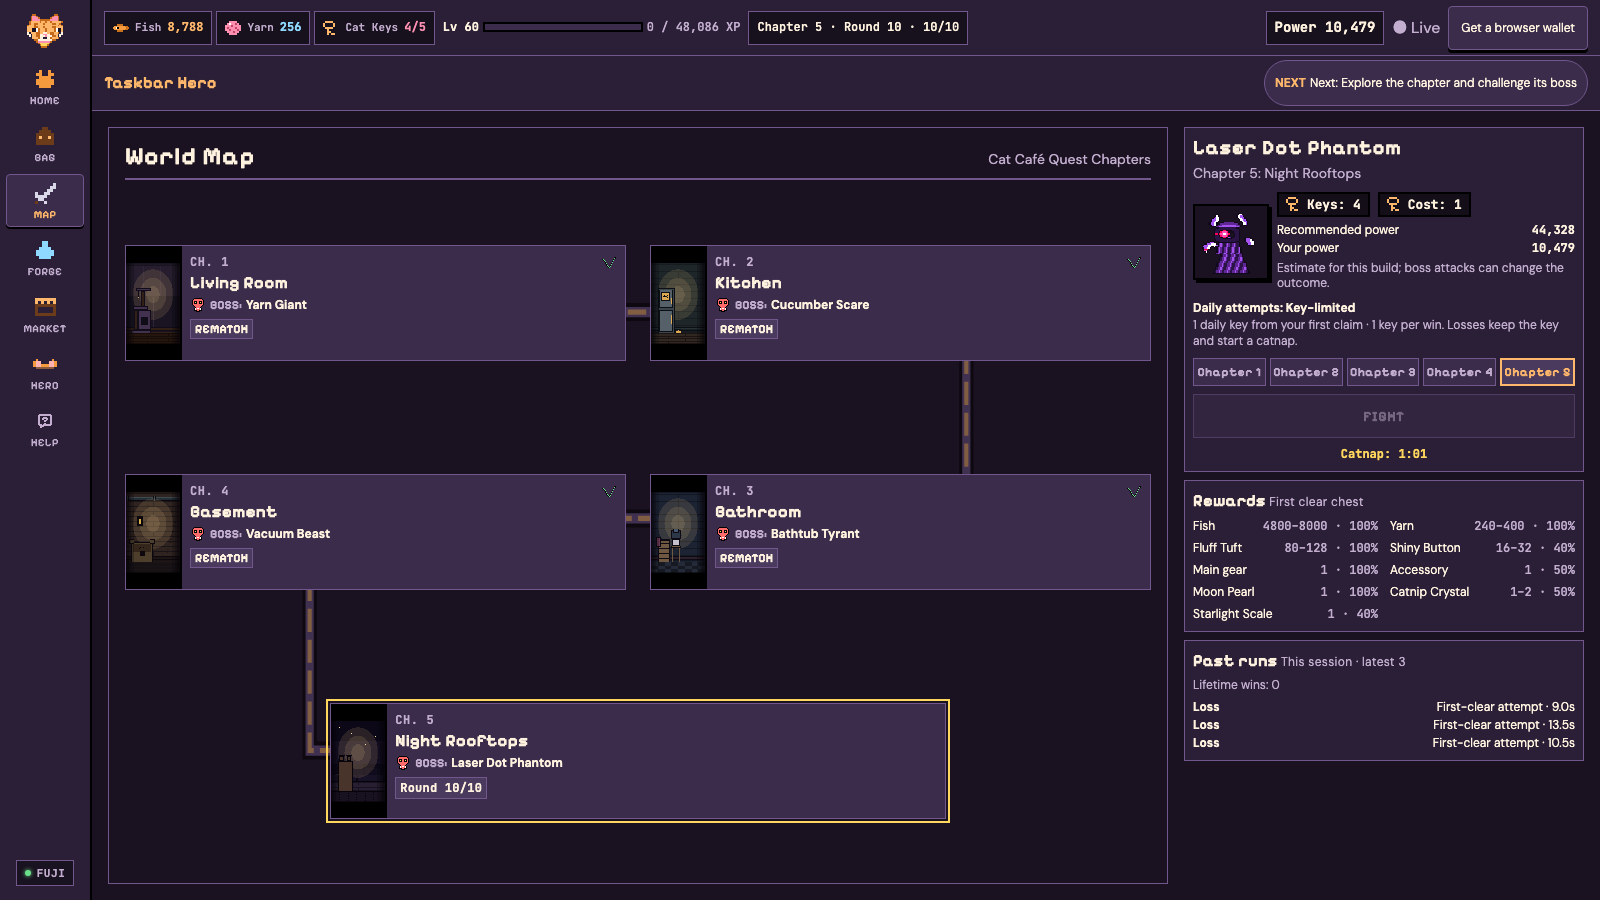 Fish 8,788
Yarn 256
Cat Keys 4/5
Lv 60
0 / 48,086 XP
Chapter 5 · Round 10 · 10/10
Power 10,479
Live
Get a browser wallet
HOME
BAG
MAP
FORGE
MARKET
HERO
HELP
FUJI
Taskbar Hero
NEXT Next: Explore the chapter and challenge its boss
World Map
Cat Café Quest Chapters
CH. 1
Living Room
BOSS: Yarn Giant
REMATCH
CH. 2
Kitchen
BOSS: Cucumber Scare
REMATCH
CH. 4
Basement
BOSS: Vacuum Beast
REMATCH
CH. 3
Bathroom
BOSS: Bathtub Tyrant
REMATCH
CH. 5
Night Rooftops
BOSS: Laser Dot Phantom
Round 10/10
Laser Dot Phantom
Chapter 5: Night Rooftops
Keys: 4
Cost: 1
Recommended power 44,328
Your power 10,479
Estimate for this build; boss attacks can change the
outcome.
Daily attempts: Key-limited
1 daily key from your first claim · 1 key per win. Losses keep the key
and start a catnap.
Chapter 1
Chapter 2
Chapter 3
Chapter 4
Chapter 5
FIGHT
Catnap: 1:01
Rewards First clear chest
Fish 4800–8000 · 100% Yarn 240–400 · 100%
Fluff Tuft 80–128 · 100% Shiny Button 16–32 · 40%
Main gear 1 · 100% Accessory 1 · 50%
Moon Pearl 1 · 100% Catnip Crystal 1–2 · 50%
Starlight Scale 1 · 40%
Past runs This session · latest 3
Lifetime wins: 0
Loss First-clear attempt · 9.0s
Loss First-clear attempt · 13.5s
Loss First-clear attempt · 10.5s